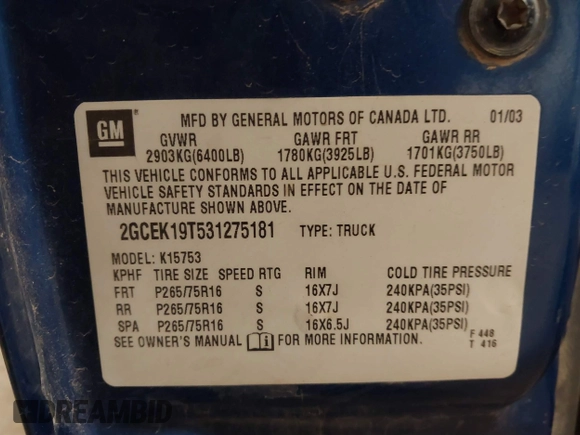 GM
MFD BY GENERAL MOTORS OF CANADA LTD. 01/03
GVWR GAWR FRT GAWR RR
2903KG(6400LB) 1780KG(3925LB) 1701KG(3750LB)
THIS VEHICLE CONFORMS TO ALL APPLICABLE U.S. FEDERAL MOTOR
VEHICLE SAFETY STANDARDS IN EFFECT ON THE DATE OF
MANUFACTURE SHOWN ABOVE.
2GCEK19T531275181 TYPE: TRUCK
MODEL: K15753
KPHF TIRE SIZE SPEED RTG RIM COLD TIRE PRESSURE
FRT P265/75R16 S 16X7J 240KPA(35PSI)
RR P265/75R16 S 16X7J 240KPA(35PSI)
SPA P265/75R16 S 16X6.5J 240KPA(35PSI)
SEE OWNER'S MANUAL FOR MORE INFORMATION. F 448
T 416
DREAMBID